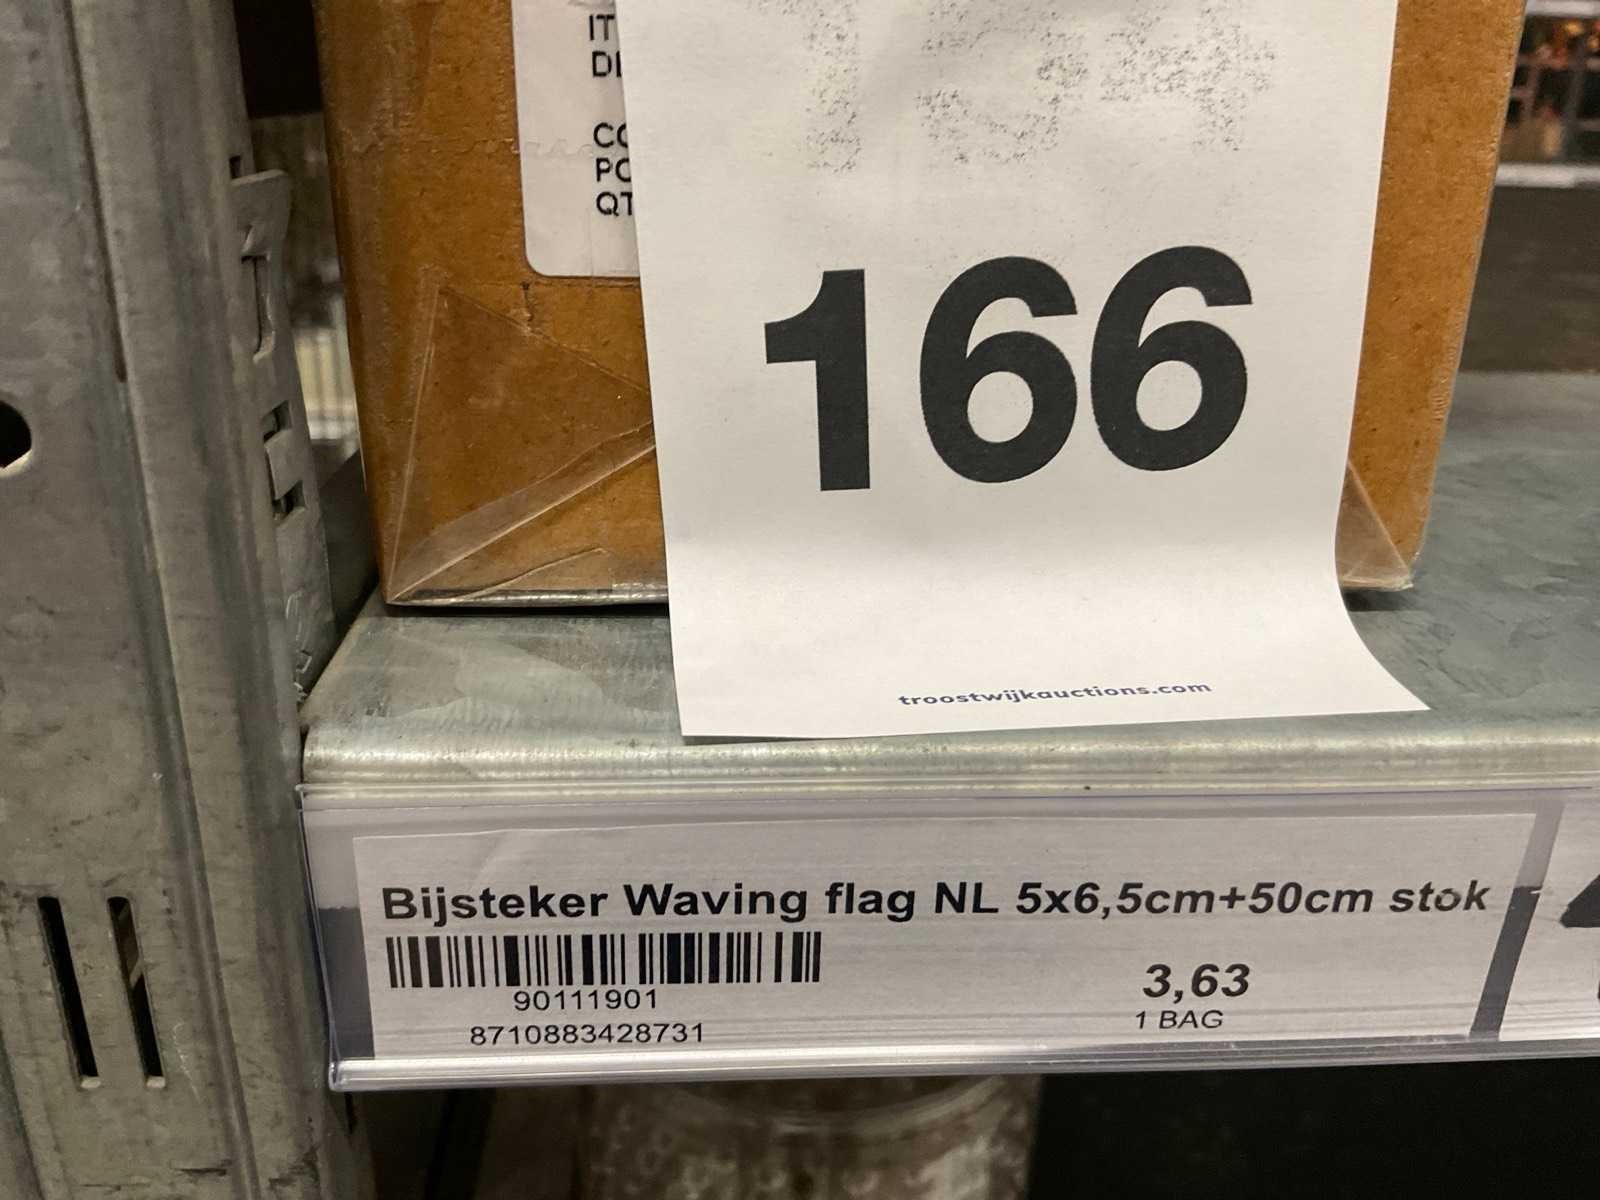 166
troostwijkauctions.com
Bijsteker Waving flag NL 5x6,5cm+50cm stok
90111901
8710883428731
3,63
1 BAG